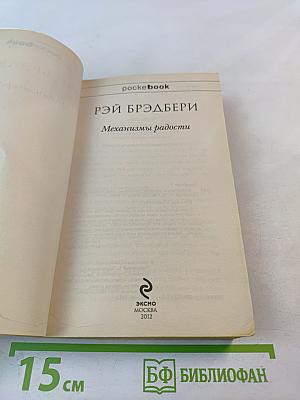 pocketbook
РЭЙ БРЭДБЕРИ
Механизмы радости
ЭКСМО
МОСКВА
2012
15 см
БФ БИБЛИОФАН